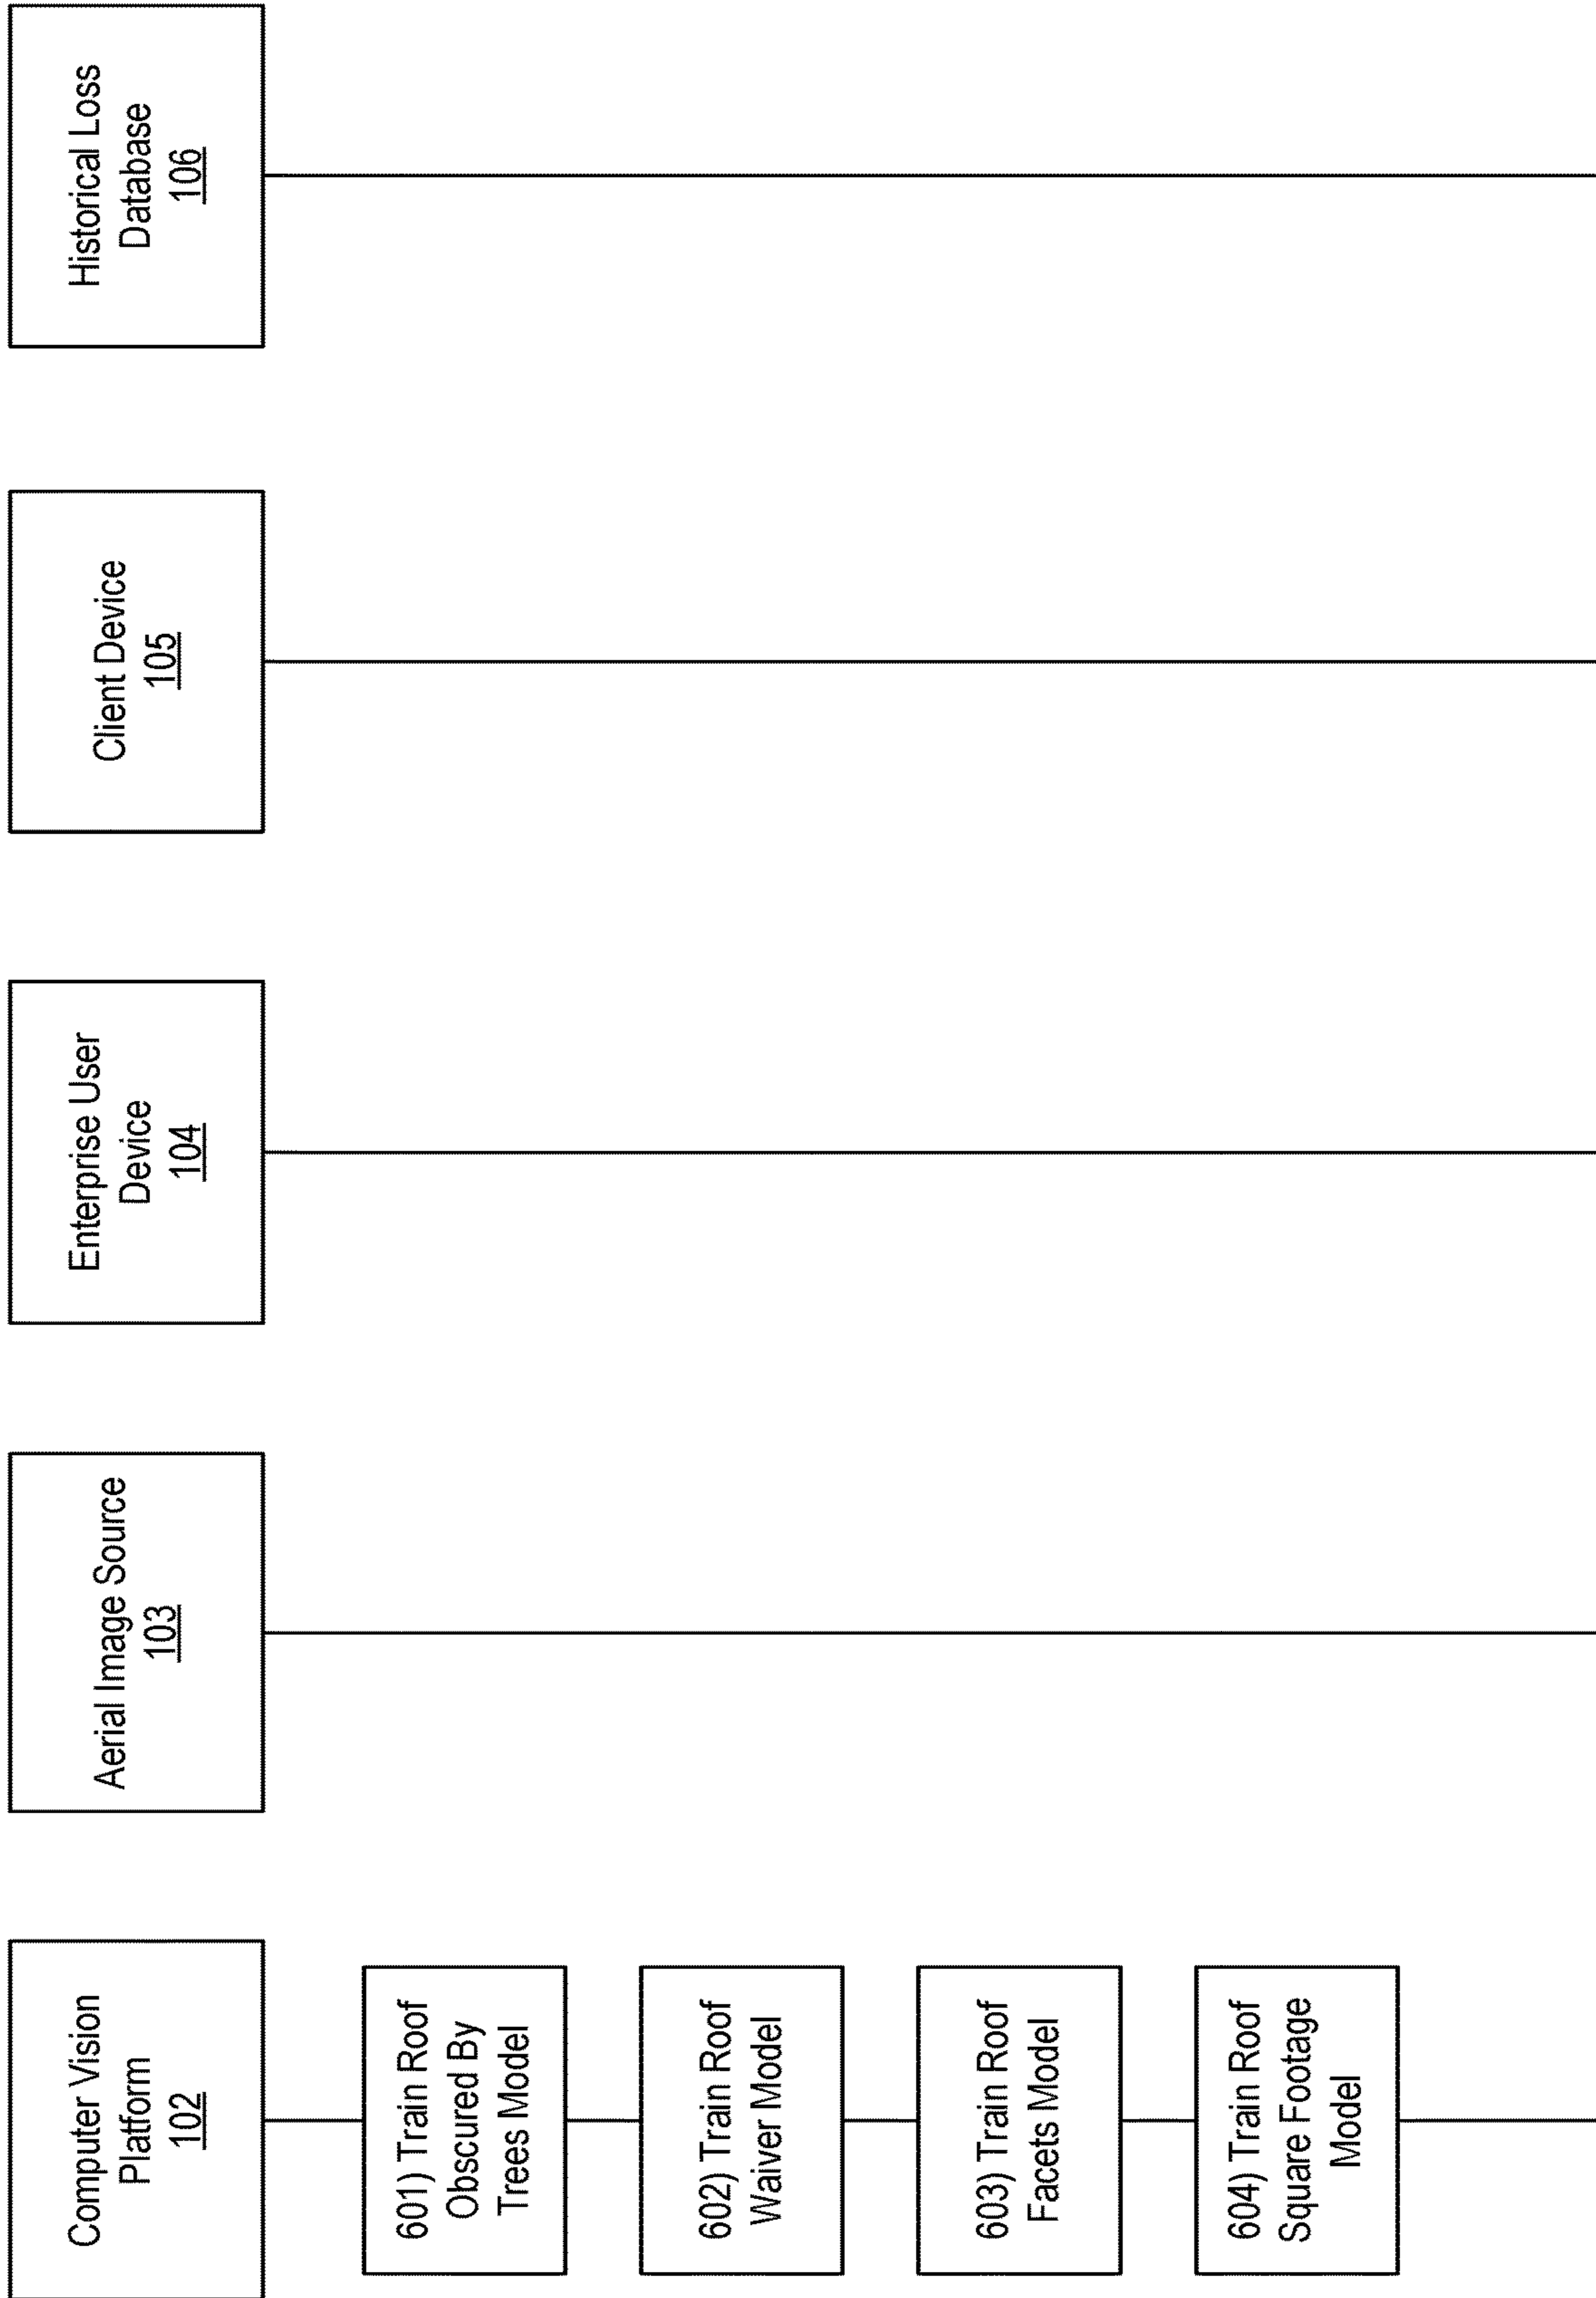 Computer Vision
Platform
102
Aerial Image Source
103
Enterprise User
Device
104
Client Device
105
Historical Loss
Database
106
601) Train Roof
Obscured By
Trees Model
602) Train Roof
Waiver Model
603) Train Roof
Facets Model
604) Train Roof
Square Footage
Model